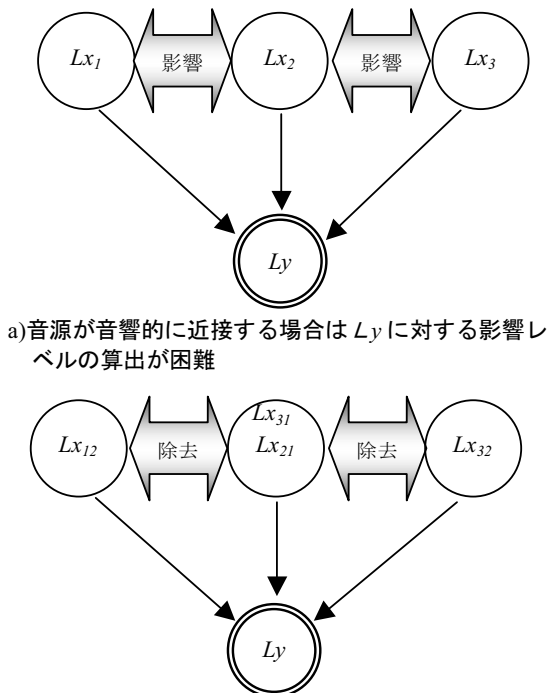 Lx1 影響 Lx2 影響 Lx3
Ly
a)音源が音響的に近接する場合は Ly に対する影響レ
ベルの算出が困難
Lx31
Lx12 除去 Lx21 除去 Lx32
Ly